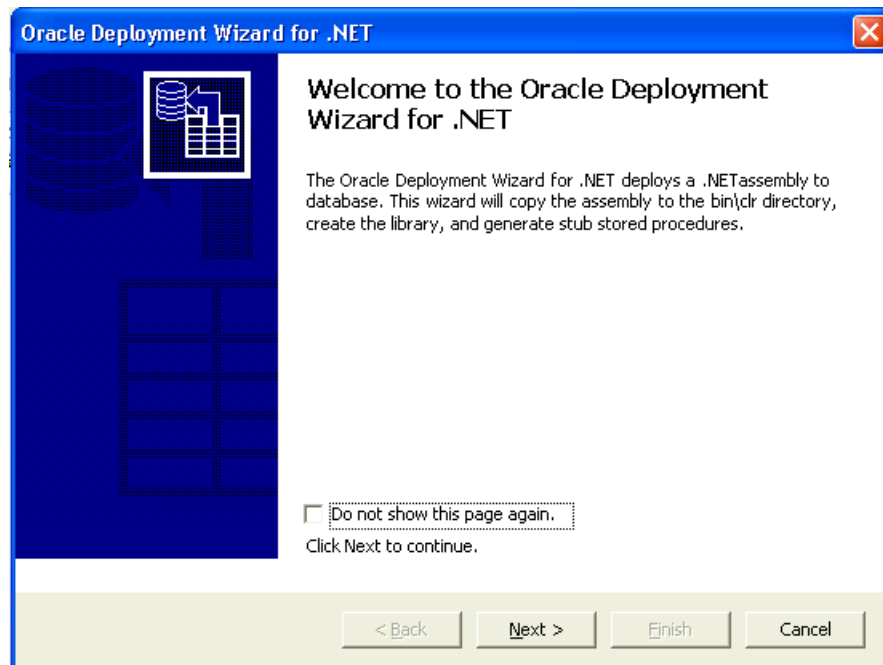 Oracle Deployment Wizard for .NET
Welcome to the Oracle Deployment
Wizard for .NET
The Oracle Deployment Wizard for .NET deploys a .NETassembly to
database. This wizard will copy the assembly to the bin\clr directory,
create the library, and generate stub stored procedures.
Do not show this page again.
Click Next to continue.
< Back Next > Finish Cancel